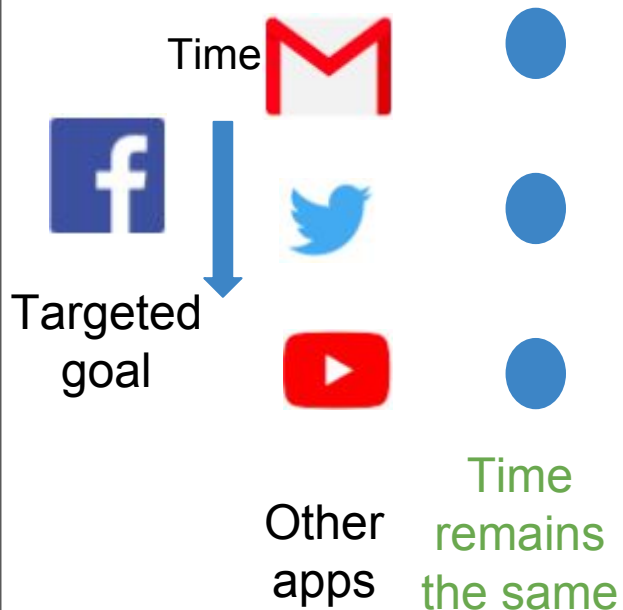 Time
f
Targeted
goal
Other
apps
Time
remains
the same